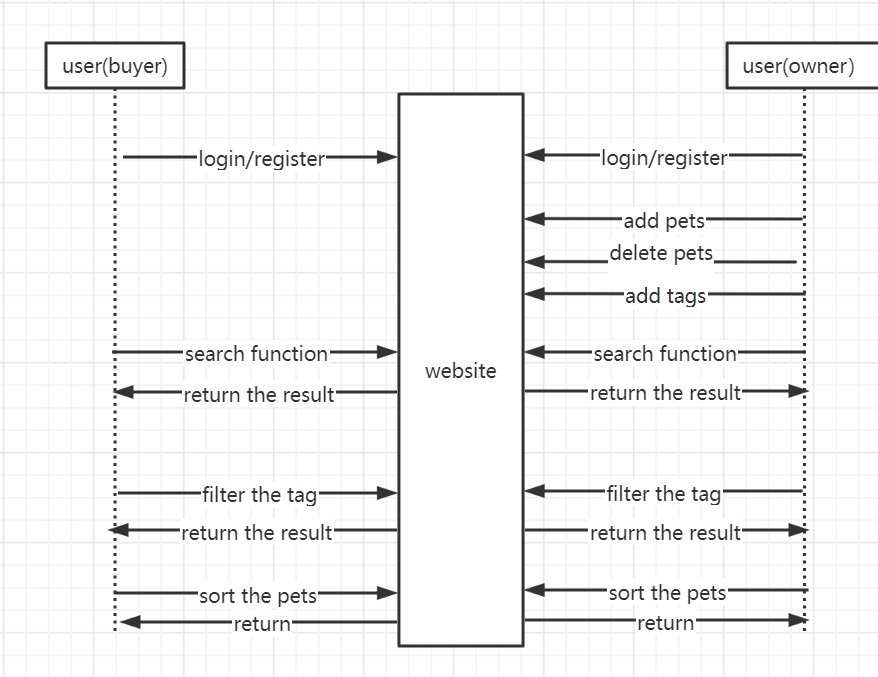 user(buyer)
user(owner)
login/register
login/register
add pets
delete pets
add tags
search function
website
search function
return the result
return the result
filter the tag
filter the tag
return the result
return the result
sort the pets
sort the pets
return
return